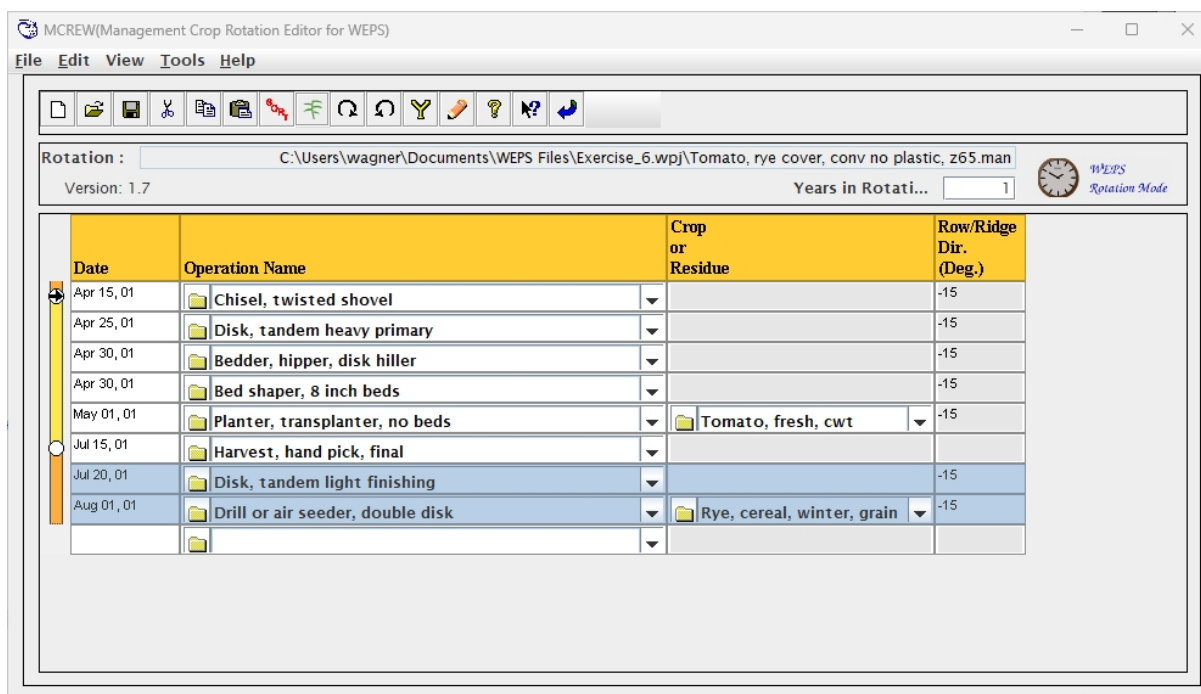 MCREW(Management Crop Rotation Editor for WEPS)
File Edit View Tools Help
SORT
Rotation : C:\Users\wagner\Documents\WEPS Files\Exercise_6.wpj\Tomato, rye cover, conv no plastic, z65.man
WEPS
Version: 1.7 Years in Rotati... 1 Rotation Mode
Crop Row/Ridge
or Dir.
Date Operation Name Residue (Deg.)
Apr 15, 01 Chisel, twisted shovel -15
Apr 25, 01 Disk, tandem heavy primary -15
Apr 30, 01 Bedder, hipper, disk hiller -15
Apr 30, 01 Bed shaper, 8 inch beds -15
May 01, 01 Planter, transplanter, no beds Tomato, fresh, cwt -15
Jul 15, 01 Harvest, hand pick, final
Jul 20, 01 Disk, tandem light finishing -15
Aug 01, 01 Drill or air seeder, double disk Rye, cereal, winter, grain -15